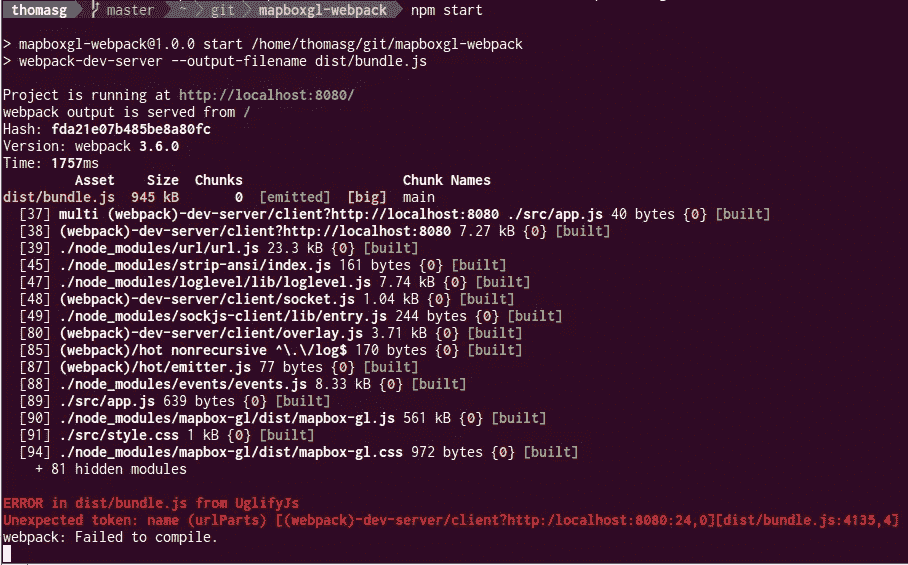 thomasg master ~ git mapboxgl-webpack npm start
> mapboxgl-webpack@1.0.0 start /home/thomasg/git/mapboxgl-webpack
> webpack-dev-server --output-filename dist/bundle.js
Project is running at http://localhost:8080/
webpack output is served from /
Hash: fda21e07b485be8a80fc
Version: webpack 3.6.0
Time: 1757ms
Asset Size Chunks Chunk Names
dist/bundle.js 945 kB 0 [emitted] [big] main
[37] multi (webpack)-dev-server/client?http://localhost:8080 ./src/app.js 40 bytes {0} [built]
[38] (webpack)-dev-server/client?http://localhost:8080 7.27 kB {0} [built]
[39] ./node_modules/url/url.js 23.3 kB {0} [built]
[45] ./node_modules/strip-ansi/index.js 161 bytes {0} [built]
[47] ./node_modules/loglevel/lib/loglevel.js 7.74 kB {0} [built]
[48] (webpack)-dev-server/client/socket.js 1.04 kB {0} [built]
[49] ./node_modules/sockjs-client/lib/entry.js 244 bytes {0} [built]
[80] (webpack)-dev-server/client/overlay.js 3.71 kB {0} [built]
[85] (webpack)/hot nonrecursive ^\.\/log$ 170 bytes {0} [built]
[87] (webpack)/hot/emitter.js 77 bytes {0} [built]
[88] ./node_modules/events/events.js 8.33 kB {0} [built]
[89] ./src/app.js 639 bytes {0} [built]
[90] ./node_modules/mapbox-gl/dist/mapbox-gl.js 561 kB {0} [built]
[91] ./src/style.css 1 kB {0} [built]
[94] ./node_modules/mapbox-gl/dist/mapbox-gl.css 972 bytes {0} [built]
+ 81 hidden modules
ERROR in dist/bundle.js from UglifyJs
Unexpected token: name (urlParts) [(webpack)-dev-server/client?http:/localhost:8080:24,0][dist/bundle.js:4135,4]
webpack: Failed to compile.